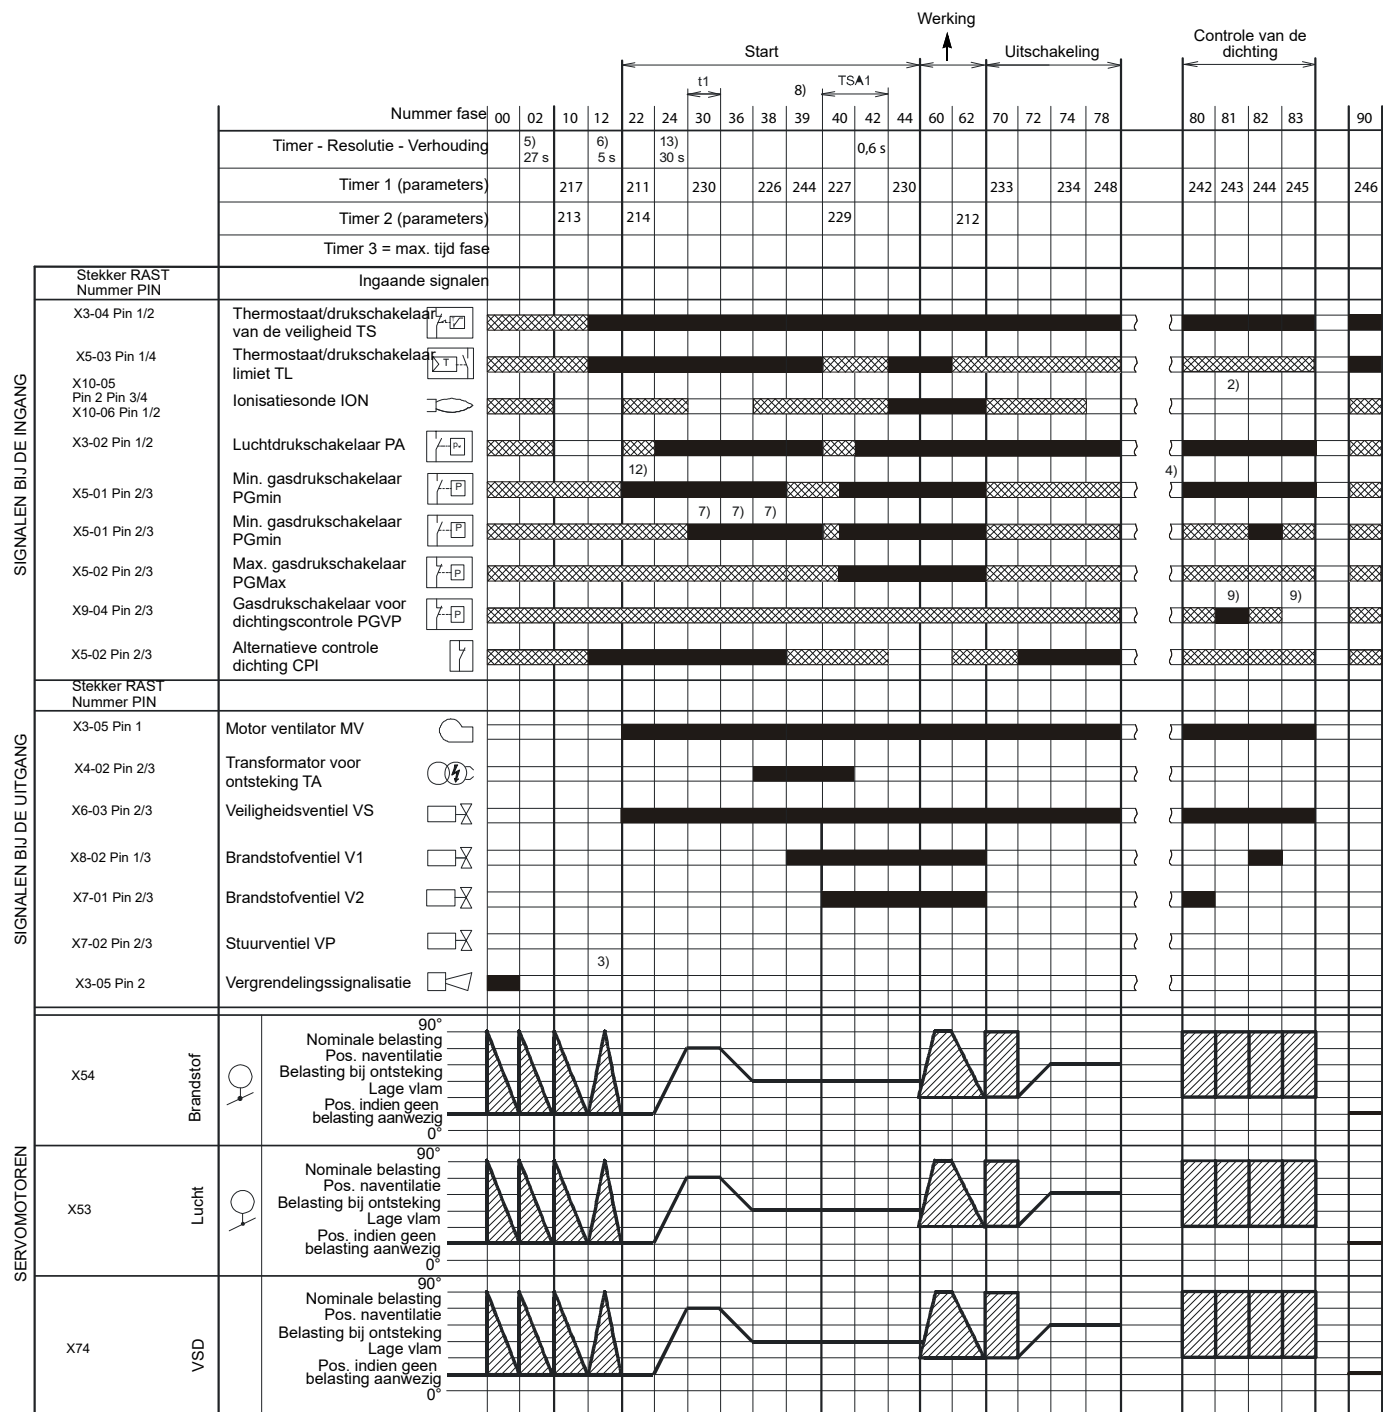 Werking
Start
Uitschakeling
Controle van de
dichting
t1
8)
TSA1
Nummer fase 00 02 10 12 22 24 30 36 38 39 40 42 44 60 62 70 72 74 78 80 81 82 83 90
Timer - Resolutie - Verhouding
5)
27 s
6)
5 s
13)
30 s
0,6 s
Timer 1 (parameters) 217 211 230 226 244 227 230 233 234 248 242 243 244 245 246
Timer 2 (parameters) 213 214 229 212
Timer 3 = max. tijd fase
Stekker RAST
Nummer PIN
Ingaande signalen
SIGNALEN BIJ DE INGANG
X3-04 Pin 1/2
Thermostaat/drukschakelaar
van de veiligheid TS
X5-03 Pin 1/4
Thermostaat/drukschakelaar
limiet TL
T
2)
X10-05
Pin 2 Pin 3/4
X10-06 Pin 1/2
Ionisatiesonde ION
X3-02 Pin 1/2
Luchtdrukschakelaar PA
P
12)
4)
X5-01 Pin 2/3
Min. gasdrukschakelaar
PGmin
P
7) 7) 7)
X5-01 Pin 2/3
Min. gasdrukschakelaar
PGmin
P
X5-02 Pin 2/3
Max. gasdrukschakelaar
PGMax
P
9) 9)
X9-04 Pin 2/3
Gasdrukschakelaar voor
dichtingscontrole PGVP
P
X5-02 Pin 2/3
Alternatieve controle
dichting CPI
Stekker RAST
Nummer PIN
SIGNALEN BIJ DE UITGANG
X3-05 Pin 1
Motor ventilator MV
X4-02 Pin 2/3
Transformator voor
ontsteking TA
X6-03 Pin 2/3
Veiligheidsventiel VS
X8-02 Pin 1/3
Brandstofventiel V1
X7-01 Pin 2/3
Brandstofventiel V2
X7-02 Pin 2/3
Stuurventiel VP
3)
X3-05 Pin 2
Vergrendelingssignalisatie
SERVOMOTOREN
X54
Brandstof
90°
Nominale belasting
Pos. naventilatie
Belasting bij ontsteking
Lage vlam
Pos. indien geen
belasting aanwezig
0°
X53
Lucht
90°
Nominale belasting
Pos. naventilatie
Belasting bij ontsteking
Lage vlam
Pos. indien geen
belasting aanwezig
0°
X74
VSD
90°
Nominale belasting
Pos. naventilatie
Belasting bij ontsteking
Lage vlam
Pos. indien geen
belasting aanwezig
0°